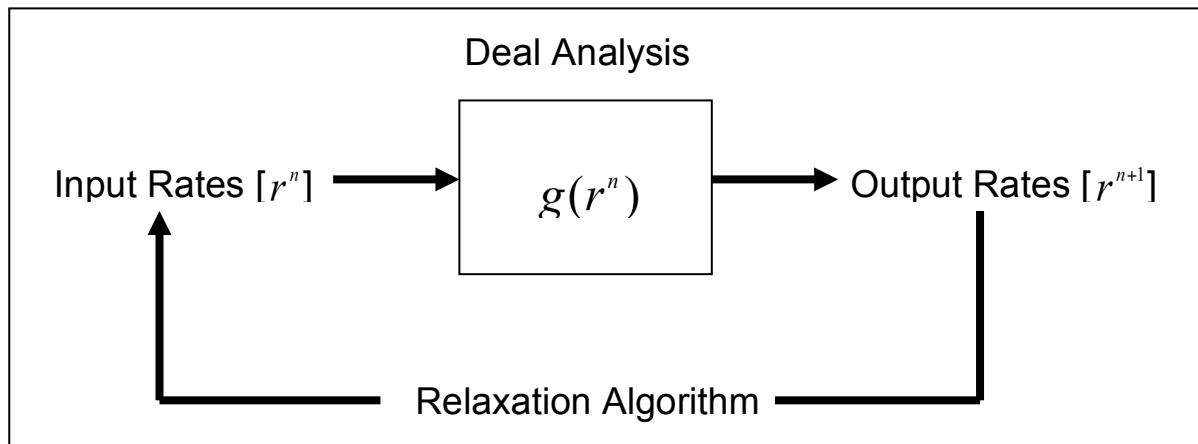 Deal Analysis
Input Rates [rⁿ]
g(rⁿ)
Output Rates [rⁿ⁺¹]
Relaxation Algorithm